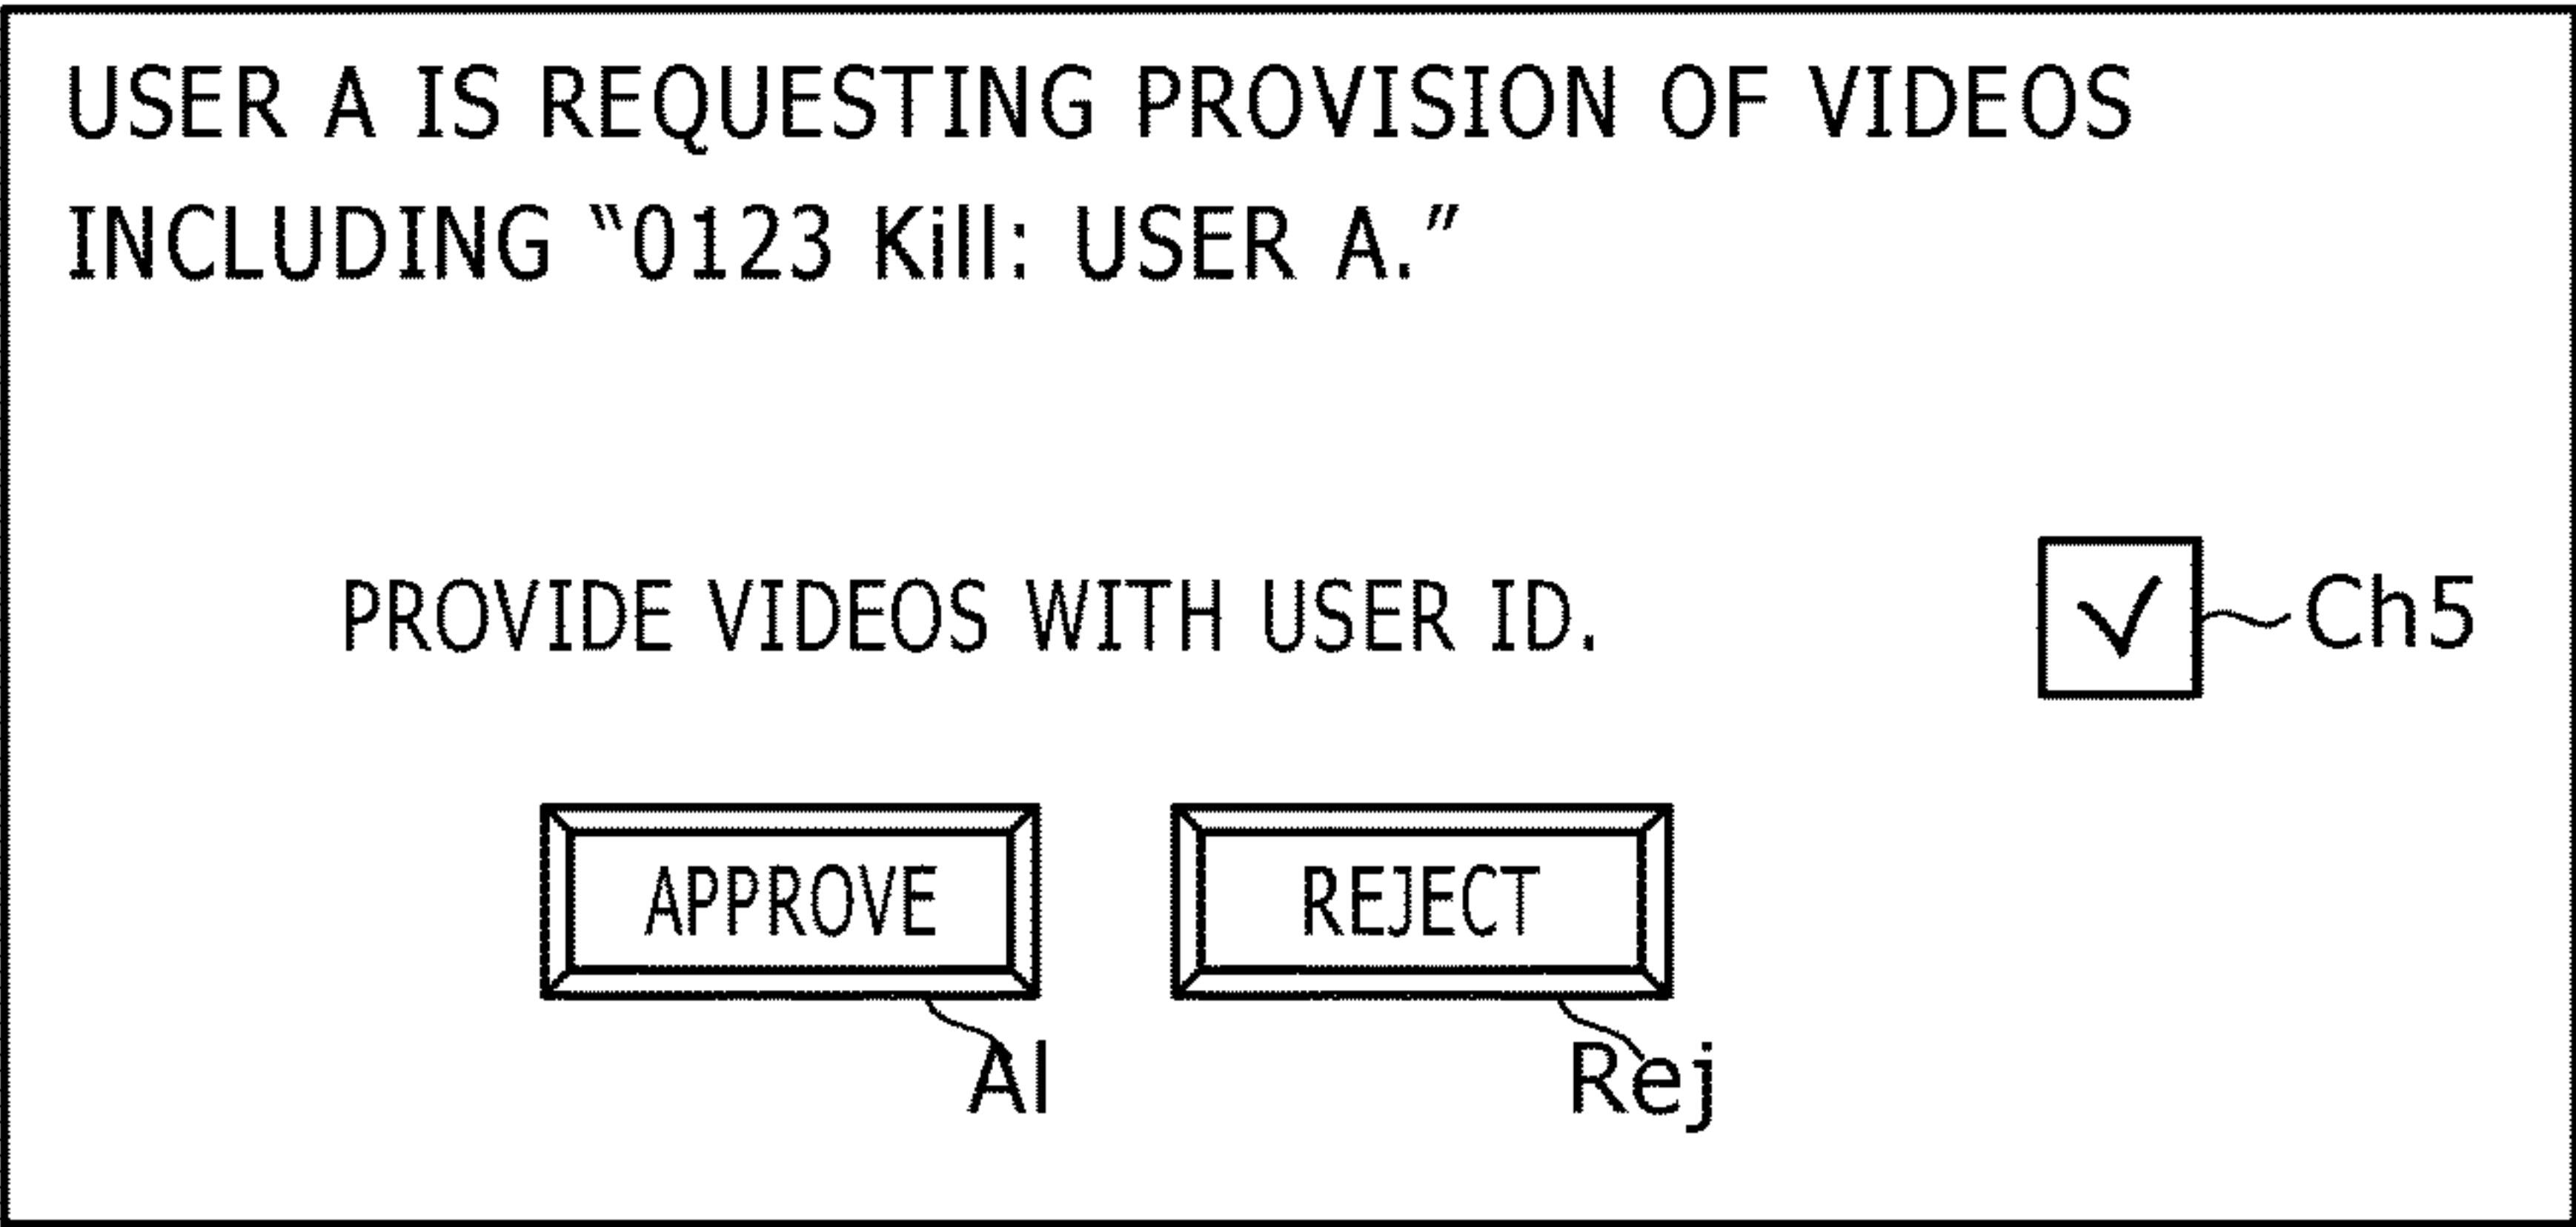 USER A IS REQUESTING PROVISION OF VIDEOS
INCLUDING “0123 Kill: USER A.”
PROVIDE VIDEOS WITH USER ID.
Ch5
APPROVE
REJECT
Al
Rej